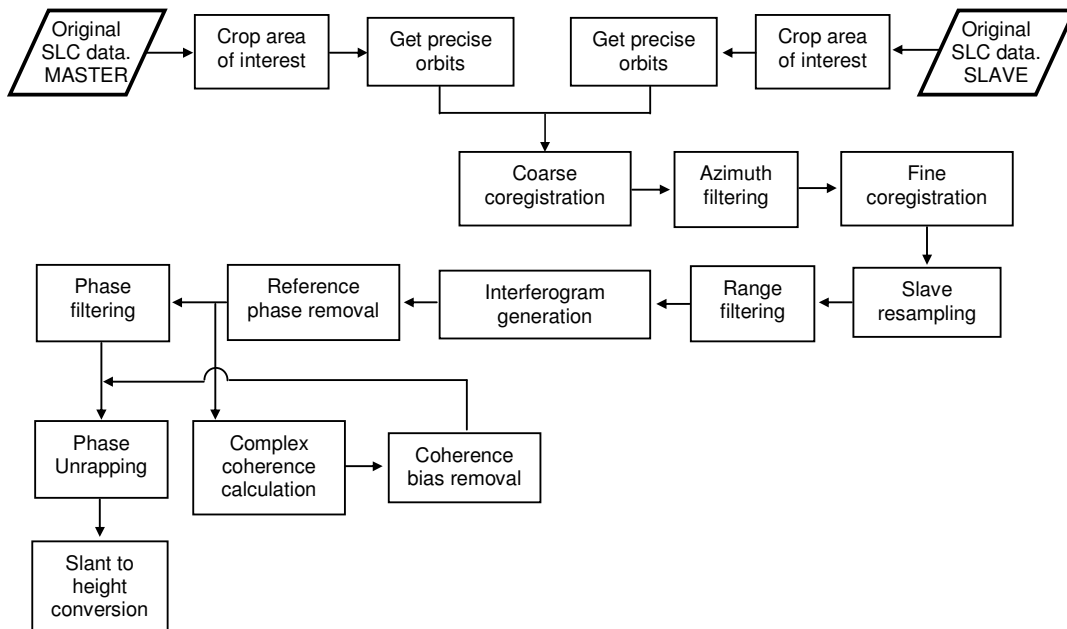 Original
SLC data.
MASTER
Crop area
of interest
Get precise
orbits
Get precise
orbits
Crop area
of interest
Original
SLC data.
SLAVE
Coarse
coregistration
Azimuth
filtering
Fine
coregistration
Phase
filtering
Reference
phase removal
Interferogram
generation
Range
filtering
Slave
resampling
Phase
Unrapping
Complex
coherence
calculation
Coherence
bias removal
Slant to
height
conversion